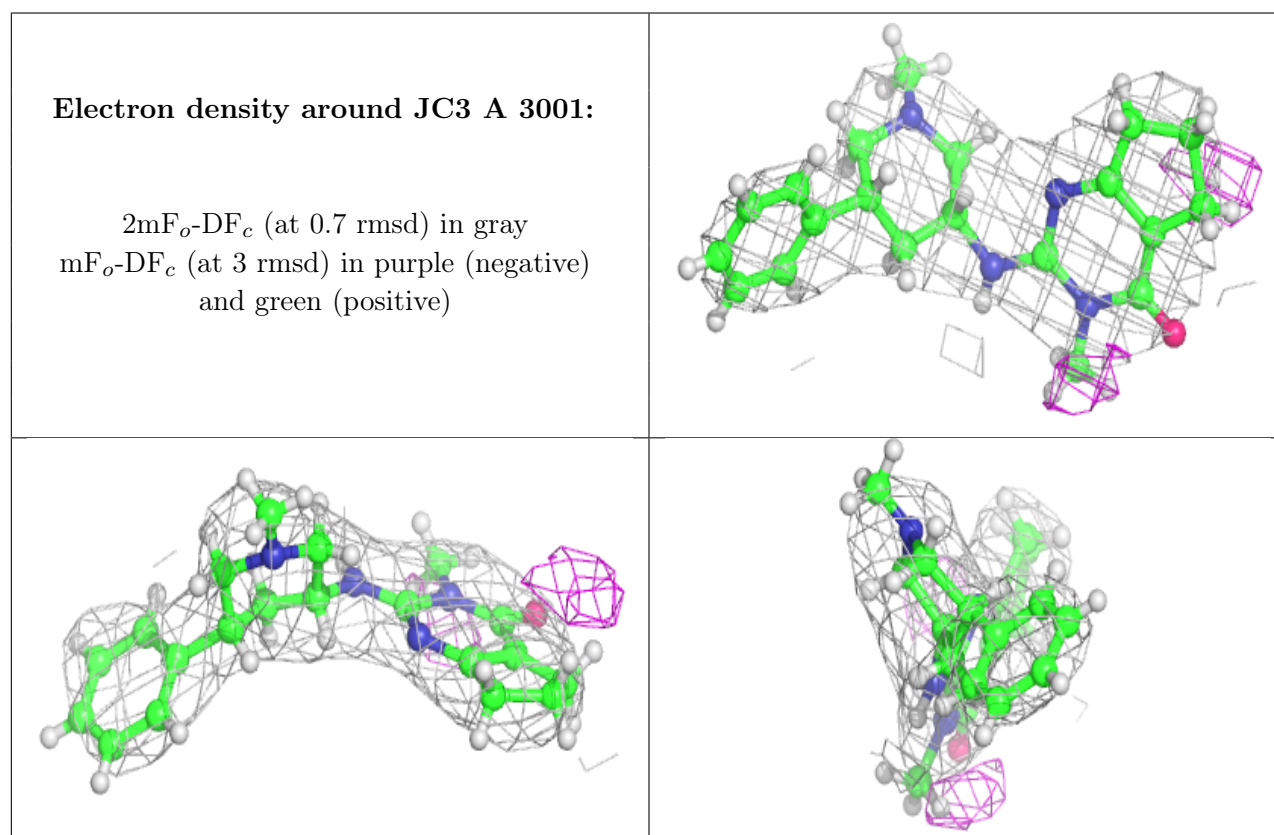 Electron density around JC3 A 3001:
2mFo-DFc (at 0.7 rmsd) in gray
mFo-DFc (at 3 rmsd) in purple (negative)
and green (positive)